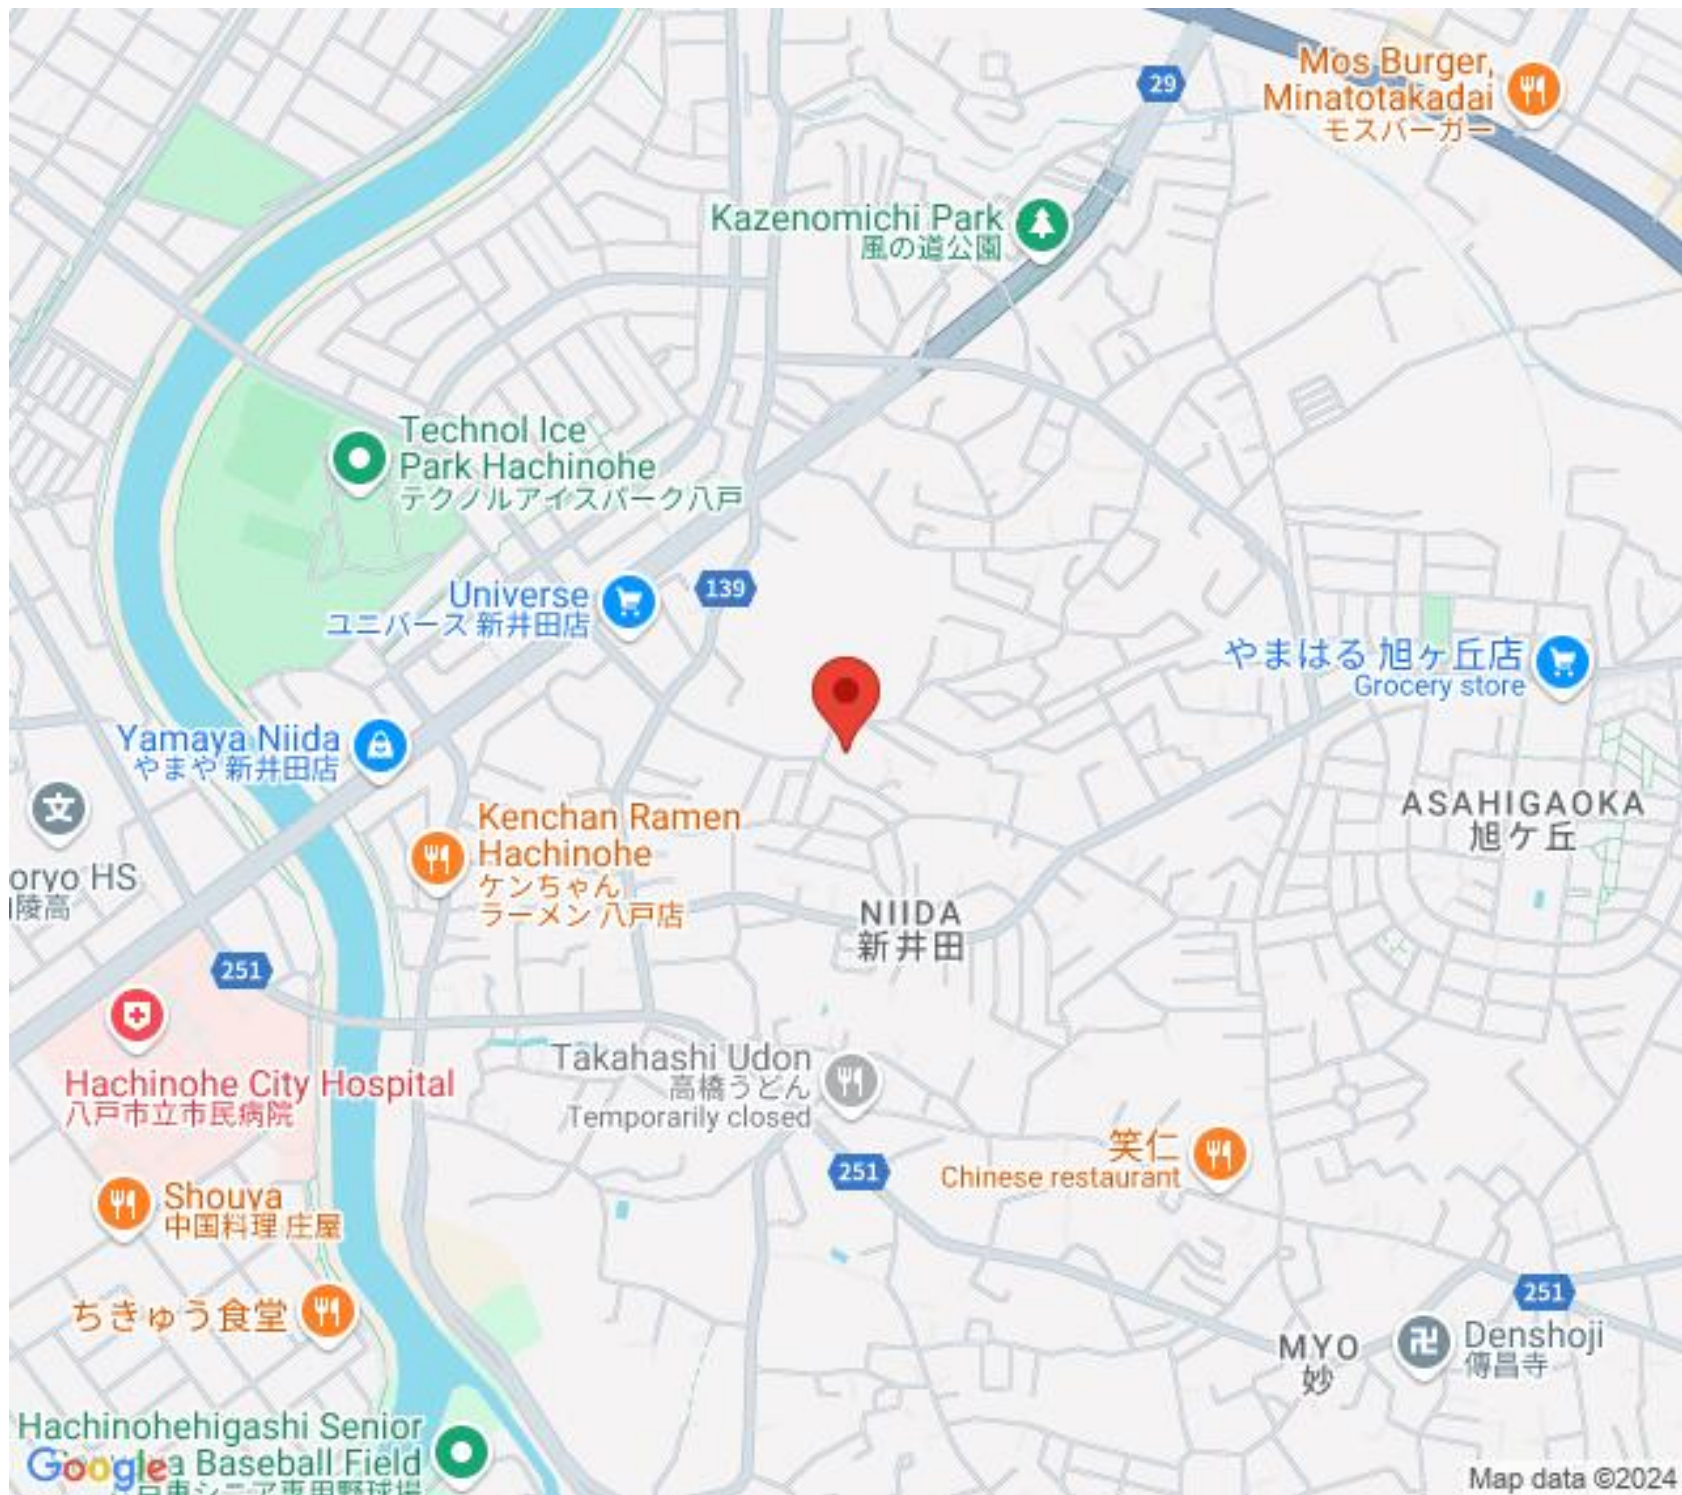 29
Mos Burger,
Minatotakadai
モスバーガー
Kazenomichi Park
風の道公園
Technol Ice
Park Hachinohe
テクノルアイスパーク八戸
Universe
ユニバース 新井田店
139
やまはる 旭ヶ丘店
Grocery store
Yamaya Niida
やまや 新井田店
ASAHIGAOKA
旭ケ丘
Kenchan Ramen
Hachinohe
ケンちゃん
ラーメン 八戸店
oryo HS
陵高
NIIDA
新井田
251
Hachinohe City Hospital
八戸市立市民病院
Takahashi Udon
高橋うどん
Temporarily closed
笑仁
Chinese restaurant
251
Shouya
中国料理 庄屋
251
ちきゅう食堂
MYO
妙
Denshoji
傳昌寺
Hachinohehigashi Senior
a Baseball Field
Google
Map data ©2024